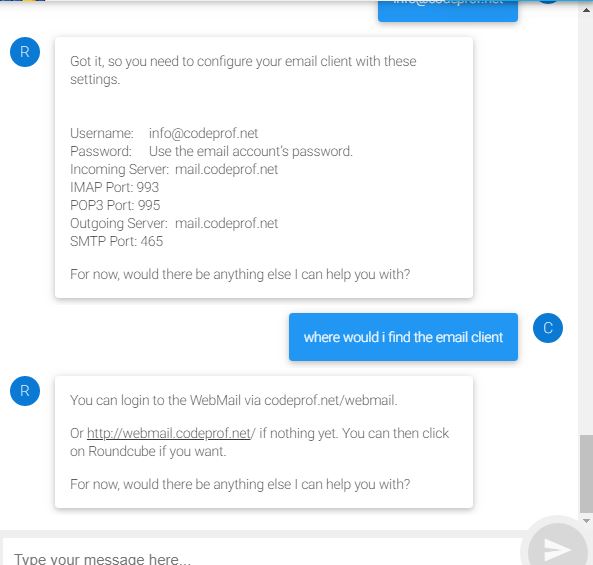 info@codeprof.net
R
Got it, so you need to configure your email client with these
settings.
Username: info@codeprof.net
Password: Use the email account's password.
Incoming Server: mail.codeprof.net
IMAP Port: 993
POP3 Port: 995
Outgoing Server: mail.codeprof.net
SMTP Port: 465
For now, would there be anything else I can help you with?
where would i find the email client
C
R
You can login to the WebMail via codeprof.net/webmail.
Or http://webmail.codeprof.net/ if nothing yet. You can then click
on Roundcube if you want.
For now, would there be anything else I can help you with?
Type your message here...